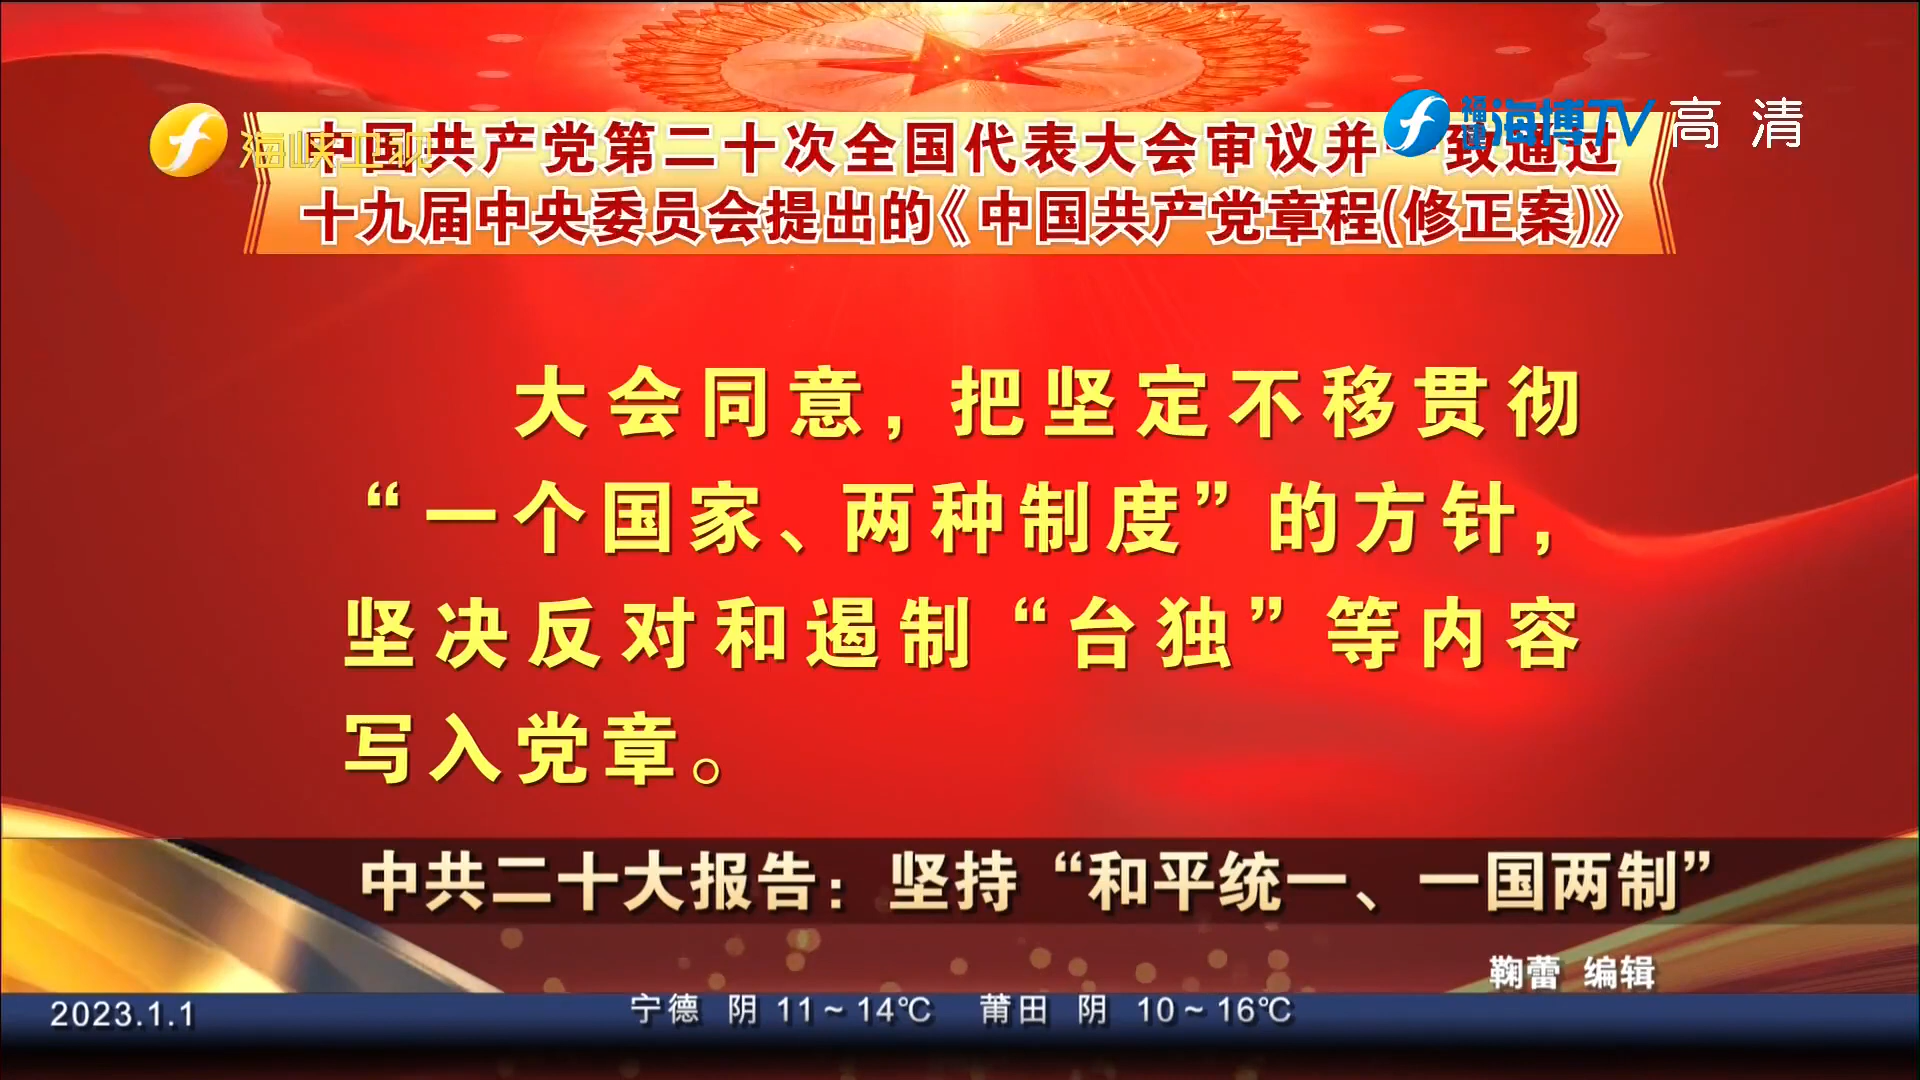 海峡卫视
福建海博TV 高清
中国共产党第二十次全国代表大会审议并一致通过
十九届中央委员会提出的《中国共产党章程(修正案)》
大会同意，把坚定不移贯彻
“一个国家、两种制度”的方针，
坚决反对和遏制“台独”等内容
写入党章。
中共二十大报告：坚持“和平统一、一国两制”
鞠蕾 编辑
2023.1.1 宁德 阴 11～14℃ 莆田 阴 10～16℃